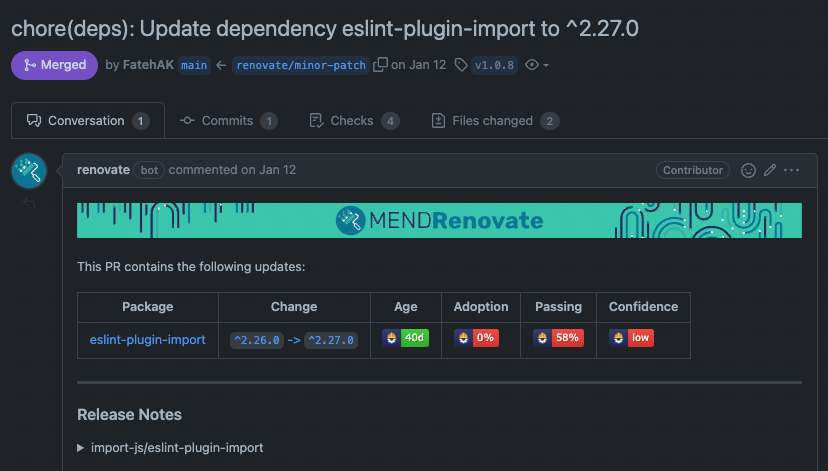 chore(deps): Update dependency eslint-plugin-import to ^2.27.0
Merged by FatehAK main ← renovate/minor-patch on Jan 12 v1.0.8
Conversation 1 Commits 1 Checks 4 Files changed 2
renovate bot commented on Jan 12 Contributor ...
MENDRenovate
This PR contains the following updates:
Package Change Age Adoption Passing Confidence
eslint-plugin-import ^2.26.0 -> ^2.27.0 40d 0% 58% low
Release Notes
import-js/eslint-plugin-import